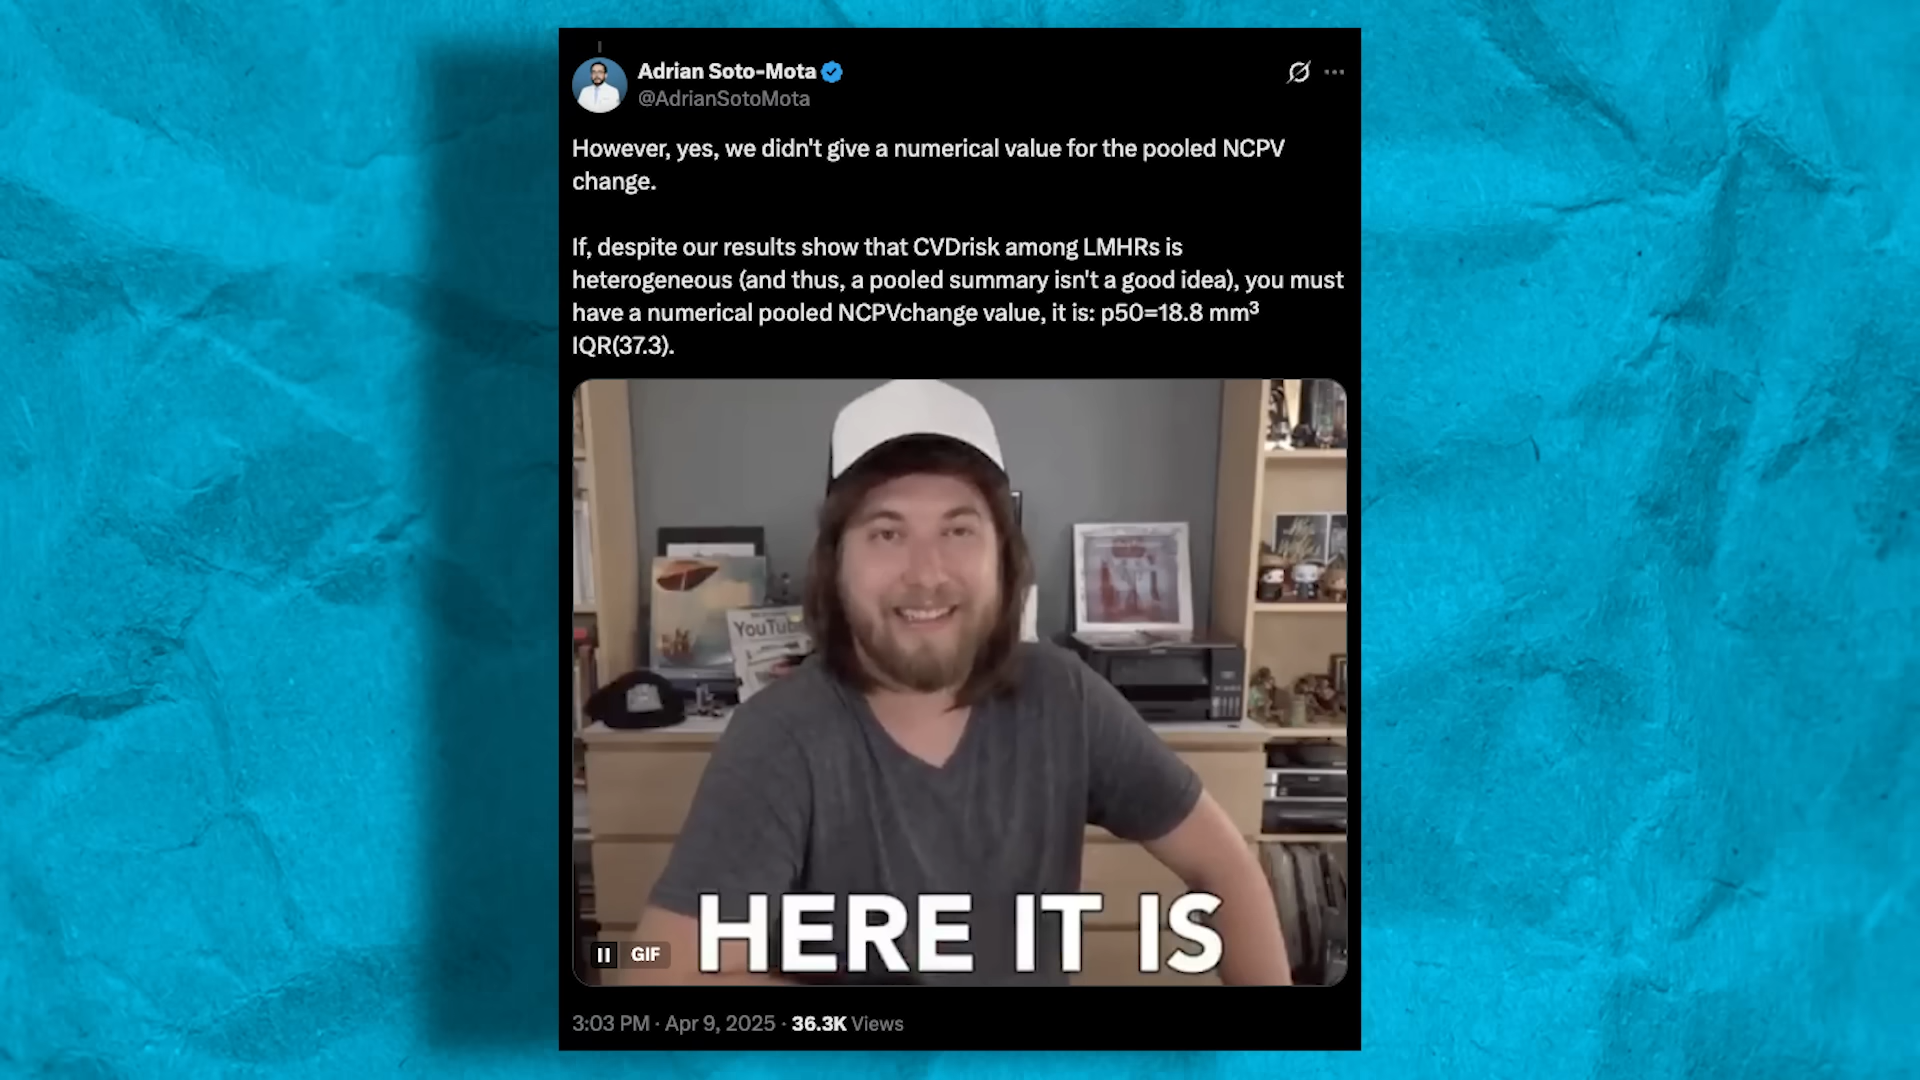 Adrian Soto-Mota
@AdrianSotoMota
However, yes, we didn't give a numerical value for the pooled NCPV
change.
If, despite our results show that CVDrisk among LMHRs is
heterogeneous (and thus, a pooled summary isn't a good idea), you must
have a numerical pooled NCPVchange value, it is: p50=18.8 mm³
IQR(37.3).
YouTube
HERE IT IS
GIF
3:03 PM · Apr 9, 2025 · 36.3K Views